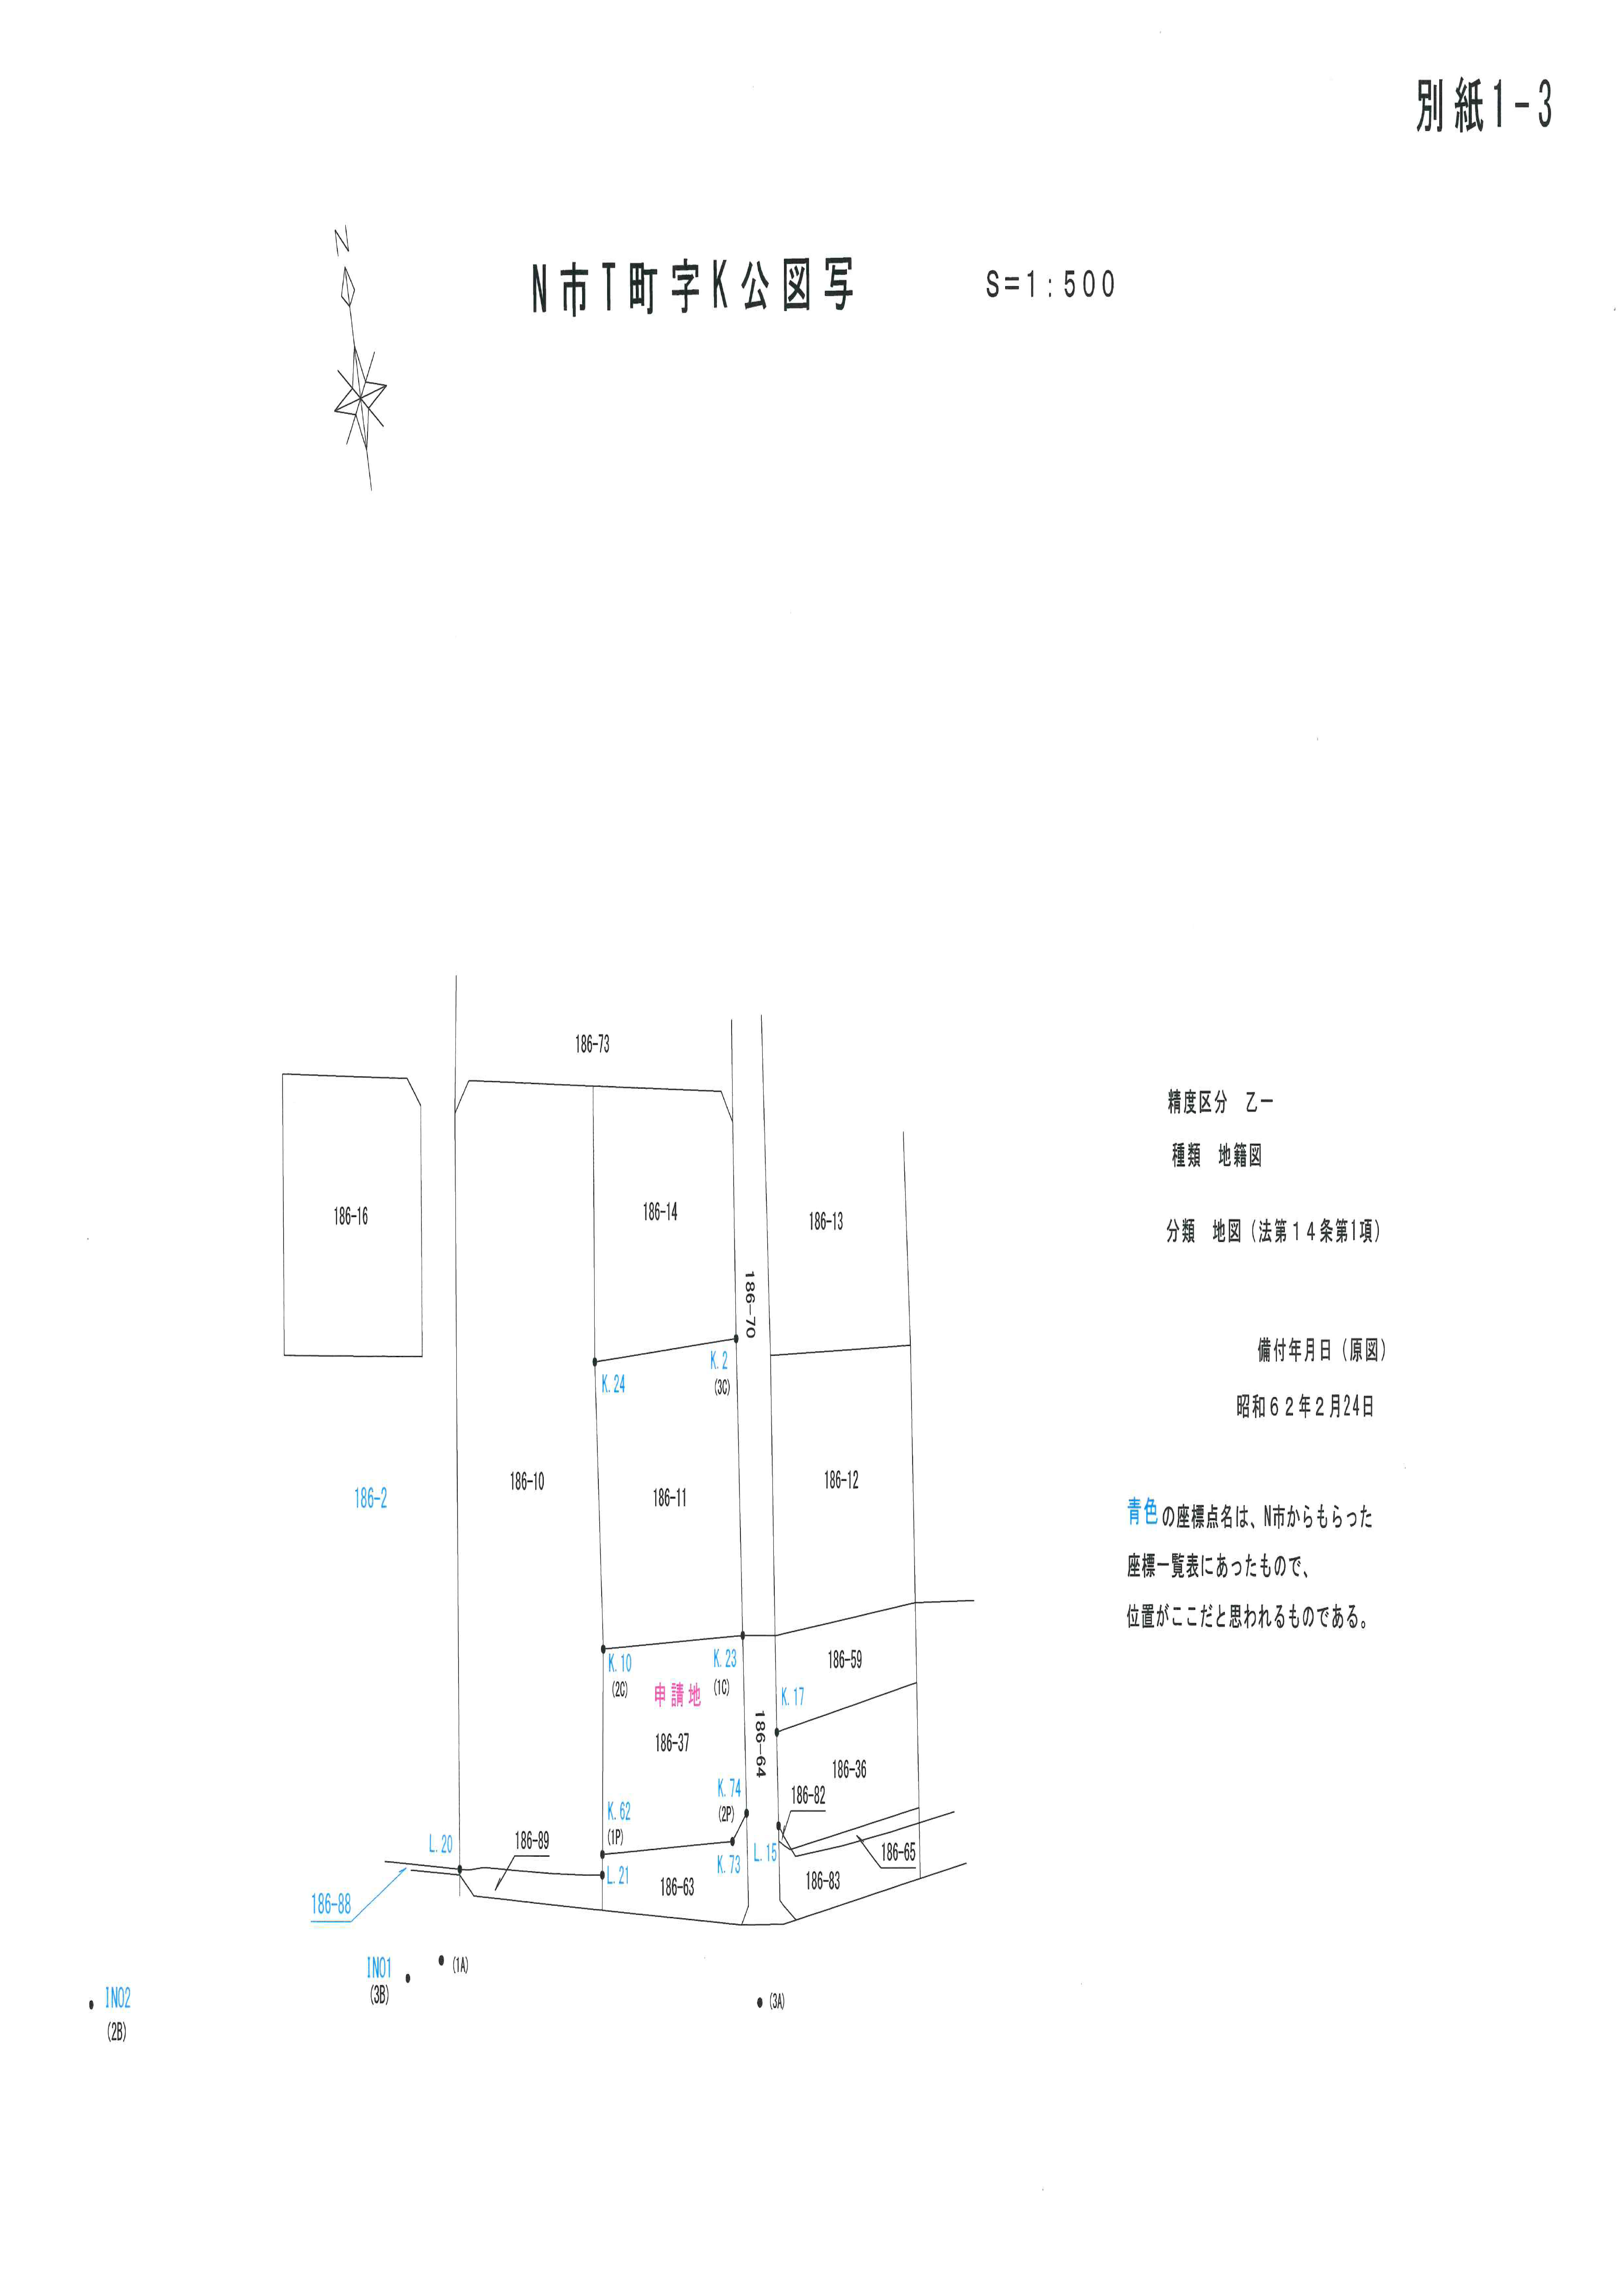 別紙1-3
N
N市T町字K公図写 S=1:500
186-73
精度区分 乙一
種類 地籍図
186-16
186-14
186-13
分類 地図(法第14条第1項)
186-70
備付年月日(原図)
K.2
K.24
(3C)
昭和62年2月24日
186-2
186-10
186-11
186-12
青色の座標点名は、N市からもらった
座標一覧表にあったもので、
位置がここだと思われるものである。
K.10
K.23
186-59
(2C)
申請地
(1C)
K.17
186-37
186-64
186-36
K.74
186-82
K.62
(2P)
(1P)
L.20
186-89
L.15
186-65
K.73
L.21
186-63
186-83
186-88
INO1
(1A)
(3B)
INO2
(3A)
(2B)